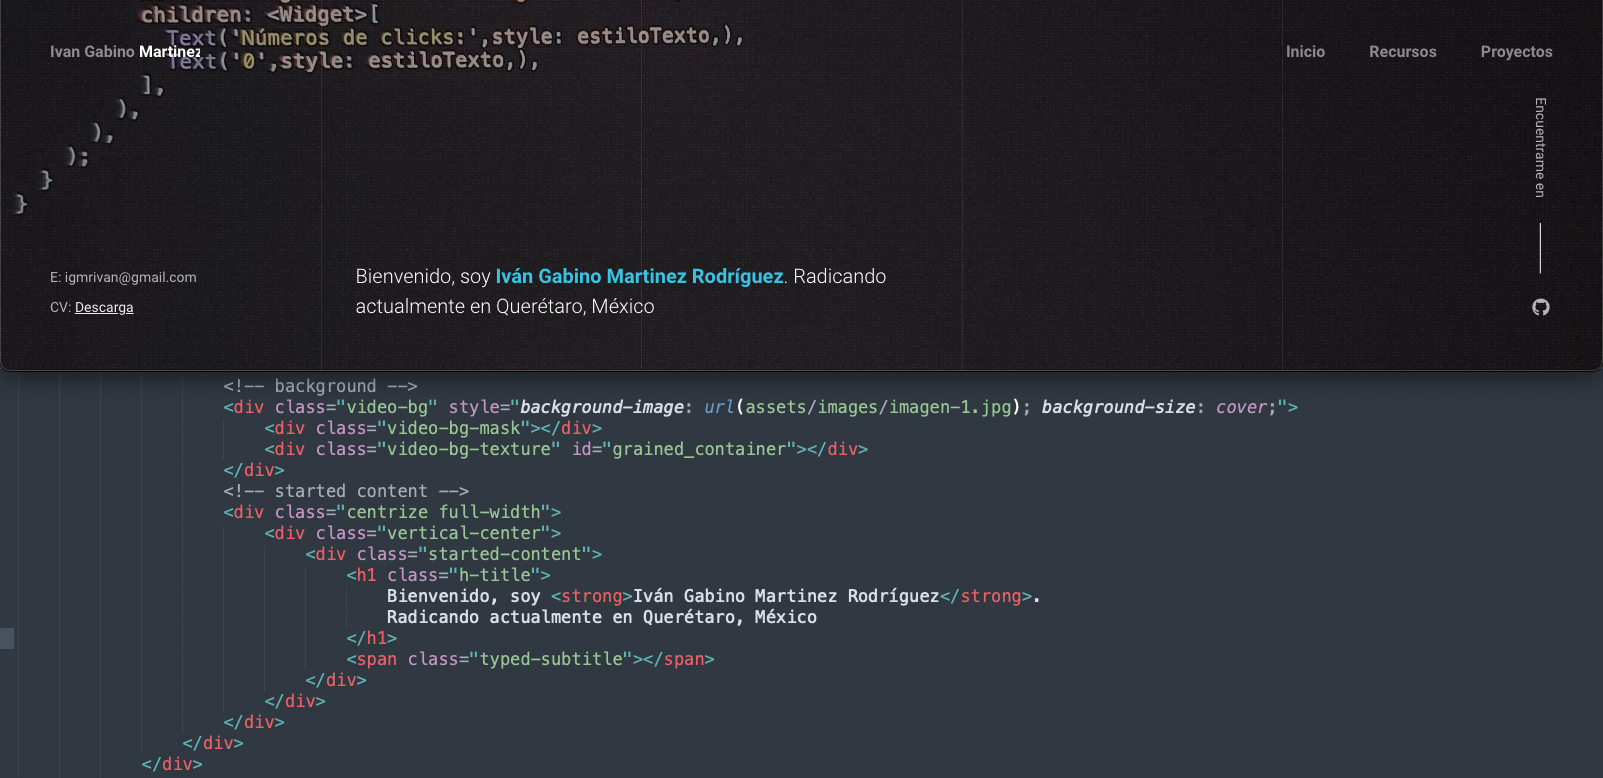 children: <Widget>[
Text('Números de clicks:',style: estiloTexto,),
Ivan Gabino Martinez
Inicio Recursos Proyectos
Text('0',style: estiloTexto,),
],
),
),
);
}
}
Encuentrame en
E: igmrivan@gmail.com
CV: Descarga
Bienvenido, soy Iván Gabino Martinez Rodríguez. Radicando
actualmente en Querétaro, México
<!-- background -->
<div class="video-bg" style="background-image: url(assets/images/imagen-1.jpg); background-size: cover;">
<div class="video-bg-mask"></div>
<div class="video-bg-texture" id="grained_container"></div>
</div>
<!-- started content -->
<div class="centrize full-width">
<div class="vertical-center">
<div class="started-content">
<h1 class="h-title">
Bienvenido, soy <strong>Iván Gabino Martinez Rodríguez</strong>.
Radicando actualmente en Querétaro, México
</h1>
<span class="typed-subtitle"></span>
</div>
</div>
</div>
</div>
</div>